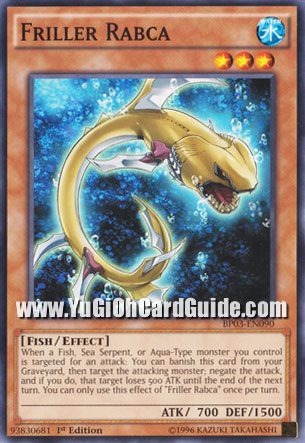 FRILLER RABCA
WATER
水
www.YuGiOhCardGuide.com
BP03-EN090
[FISH/EFFECT]
When a Fish, Sea Serpent, or Aqua-Type monster you control
is targeted for an attack: You can banish this card from
your Graveyard, then target the attacking monster; negate the attack,
and if you do, that target loses 500 ATK until the end of the next
turn. You can only use this effect of "Friller Rabca" once per turn.
ATK/ 700 DEF/1500
93830681 1st Edition ©1996 KAZUKI TAKAHASHI